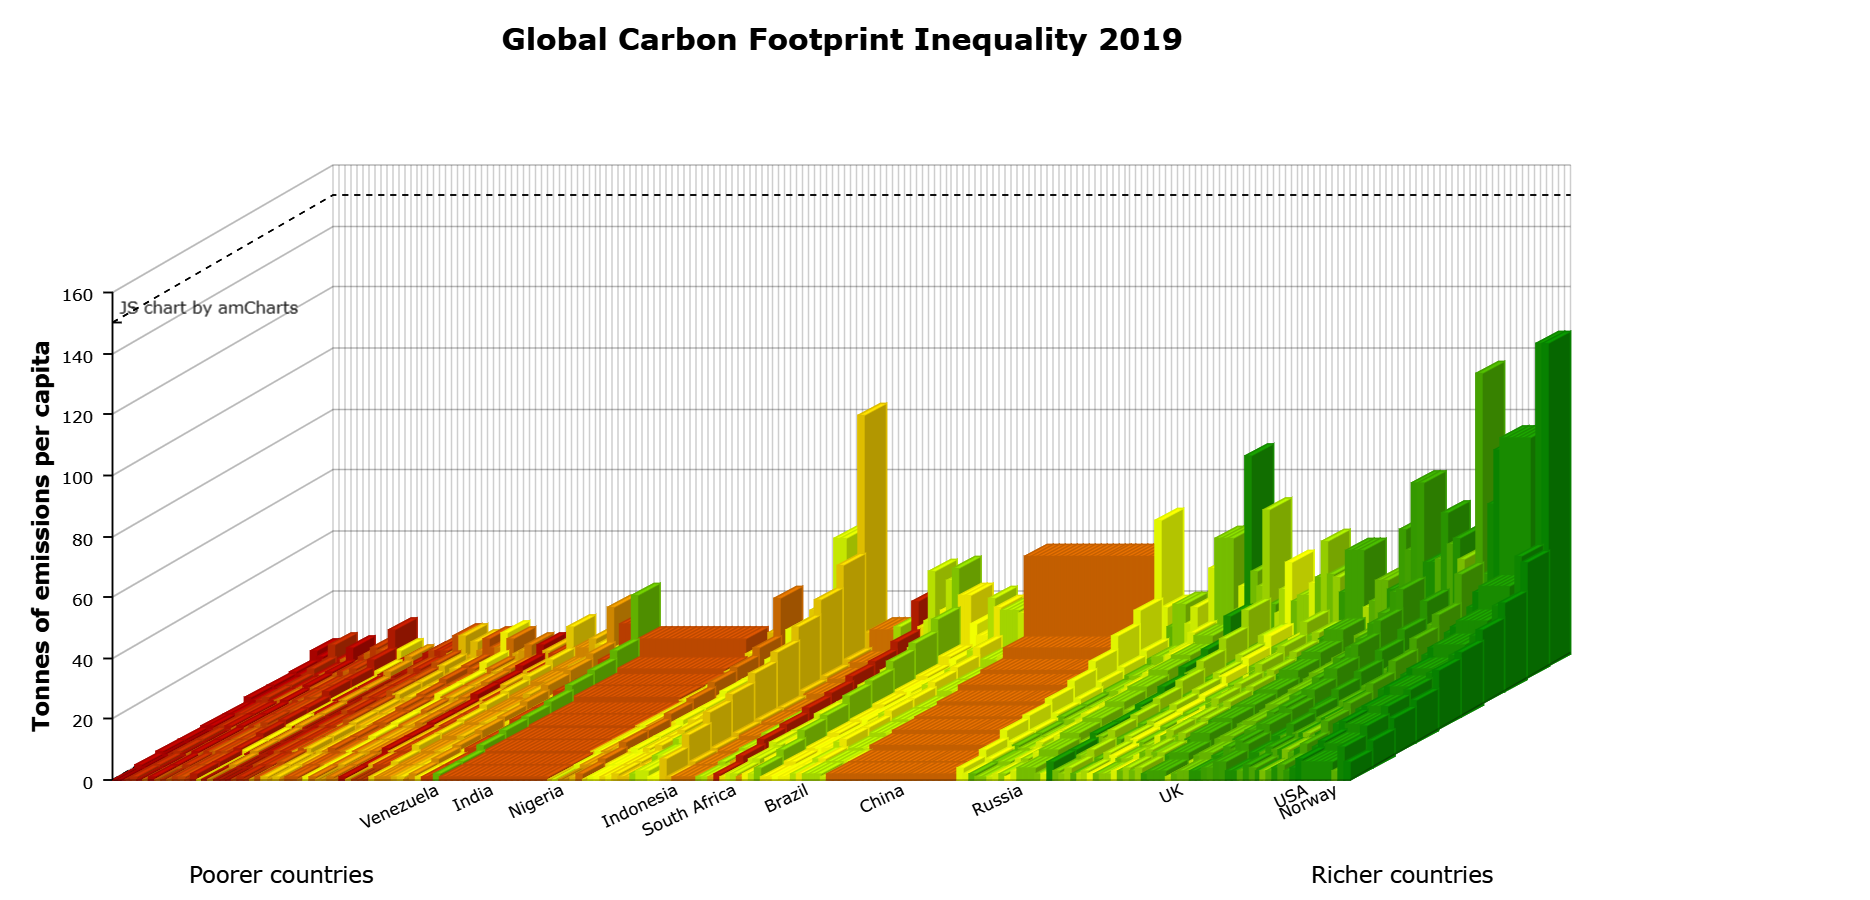 Global Carbon Footprint Inequality 2019
Tonnes of emissions per capita
160
140
120
100
80
60
40
20
0
JS chart by amCharts
Venezuela
India
Nigeria
Indonesia
South Africa
Brazil
China
Russia
UK
USA
Norway
Poorer countries
Richer countries